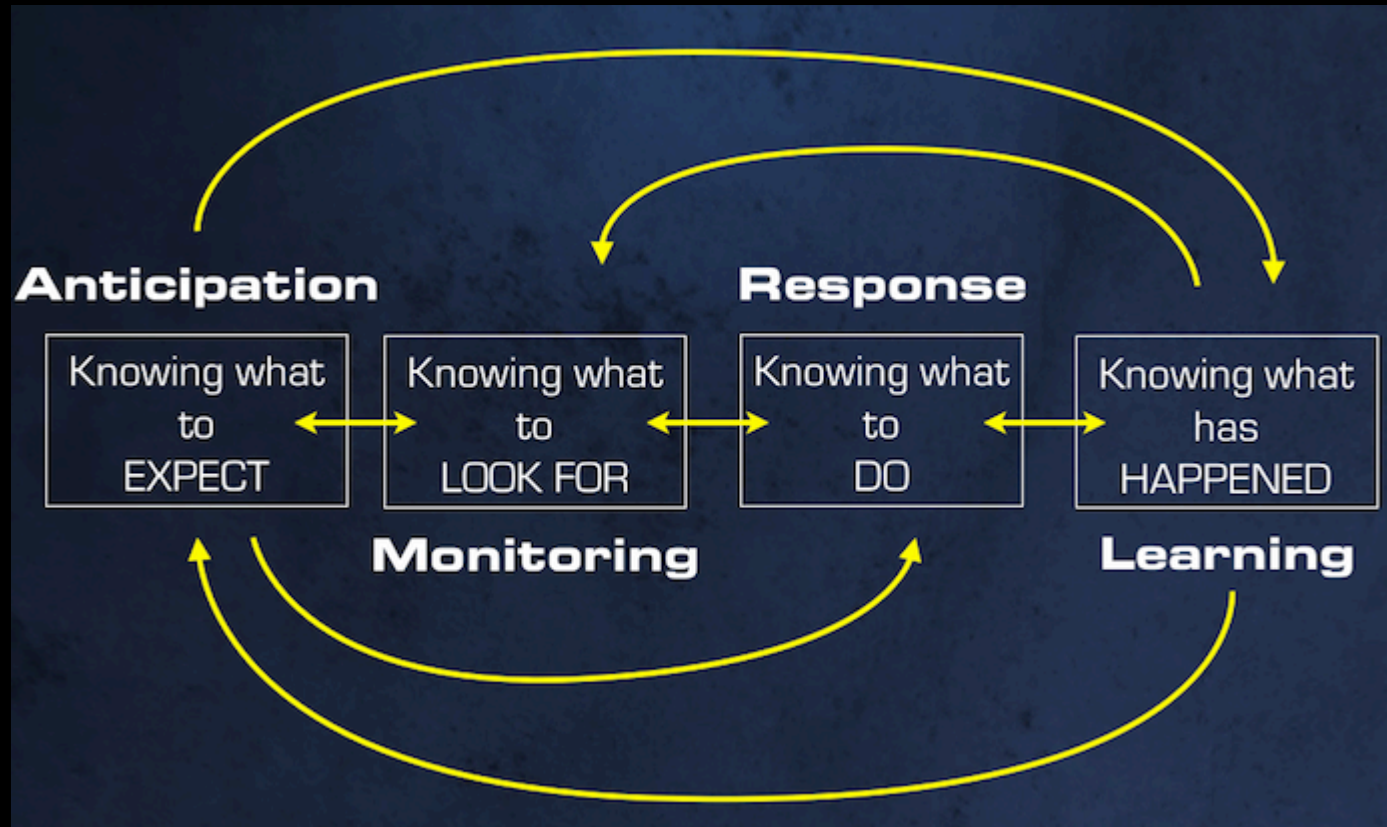 Anticipation
Response
Knowing what
to
EXPECT
Knowing what
to
LOOK FOR
Knowing what
to
DO
Knowing what
has
HAPPENED
Monitoring
Learning